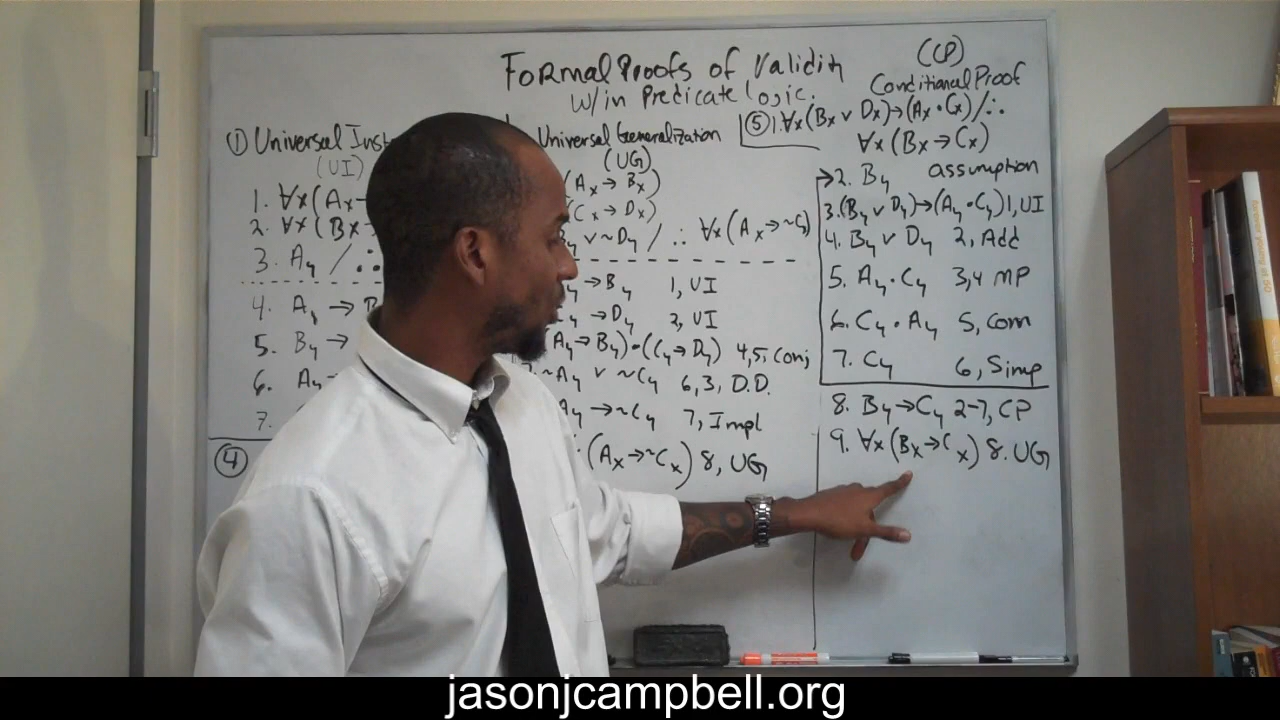 Formal Proofs of Validity
w/in Predicate logic.
(CP)
Conditional Proof
① Universal Inst
(UI)
1. ∀x(Ax→
2. ∀x(Bx→
3. Ay /∴
4. Ay → B
5. By →
6. Ay→
7.
④
Universal Generalization
(UG)
(Ax → Bx)
(Cx → Dx)
By v ~Dy / ∴ ∀x(Ax→~Cy)
→By 1, UI
Cy → Dy 2, UI
(Ay→By)•(Cy→Dy) 4,5, Conj
~Ay v ~Cy 6,3, D.D.
Ay →~Cy 7, Impl
(Ax→~Cx) 8, UG
⑤ 1. ∀x(Bx v Dx)→(Ax•Cx) /∴
∀x(Bx→Cx)
→2. By assumption
3.(By v Dy)→(Ay•Cy) 1, UI
4. By v Dy 2, Add
5. Ay•Cy 3,4 MP
6. Cy•Ay 5, Com
7. Cy 6, Simp
8. By→Cy 2-7, CP
9. ∀x(Bx→Cx) 8. UG
jasonjcampbell.org